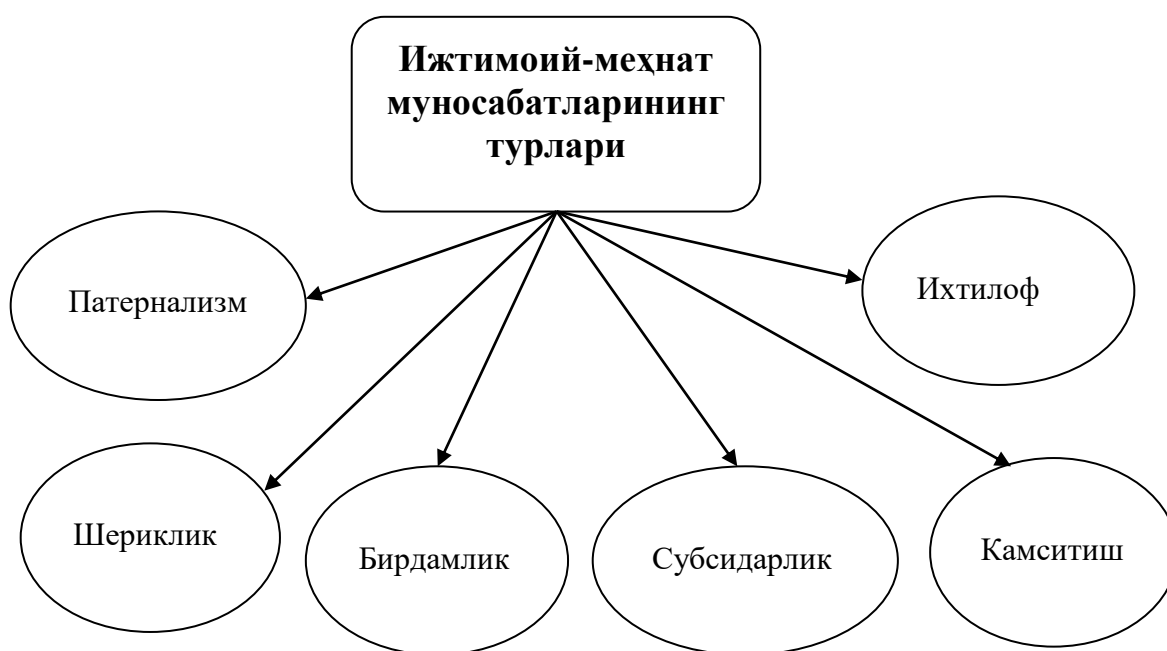 Ижтимоий-меҳнат
муносабатларининг
турлари
Патернализм
Ихтилоф
Шериклик
Бирдамлик
Субсидарлик
Камситиш